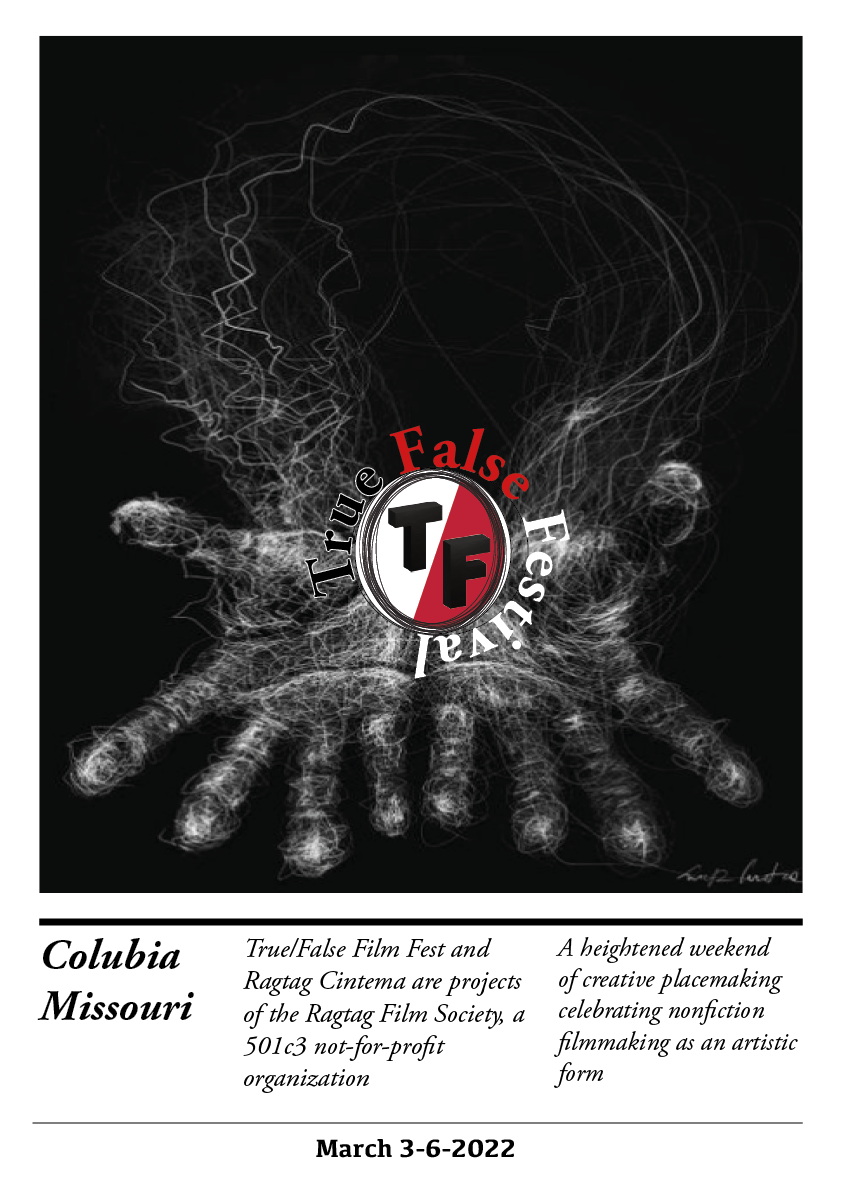 True False Festival
T
F
Colubia
Missouri
True/False Film Fest and
Ragtag Cintema are projects
of the Ragtag Film Society, a
501c3 not-for-profit
organization
A heightened weekend
of creative placemaking
celebrating nonfiction
filmmaking as an artistic
form
March 3-6-2022